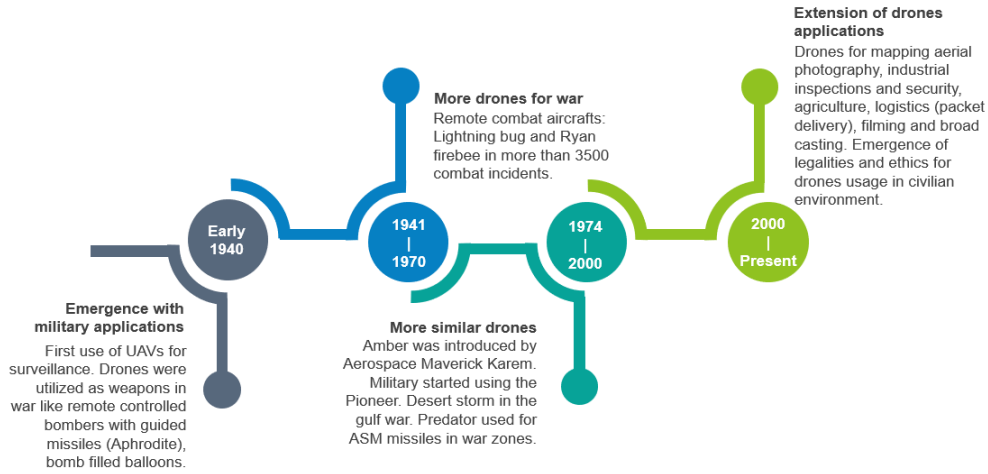 Early
1940
Emergence with
military applications
First use of UAVs for
surveillance. Drones were
utilized as weapons in
war like remote controlled
bombers with guided
missiles (Aphrodite),
bomb filled balloons.
1941
|
1970
More drones for war
Remote combat aircrafts:
Lightning bug and Ryan
firebee in more than 3500
combat incidents.
1974
|
2000
More similar drones
Amber was introduced by
Aerospace Maverick Karem.
Military started using the
Pioneer. Desert storm in the
gulf war. Predator used for
ASM missiles in war zones.
2000
|
Present
Extension of drones
applications
Drones for mapping aerial
photography, industrial
inspections and security,
agriculture, logistics (packet
delivery), filming and broad
casting. Emergence of
legalities and ethics for
drones usage in civilian
environment.